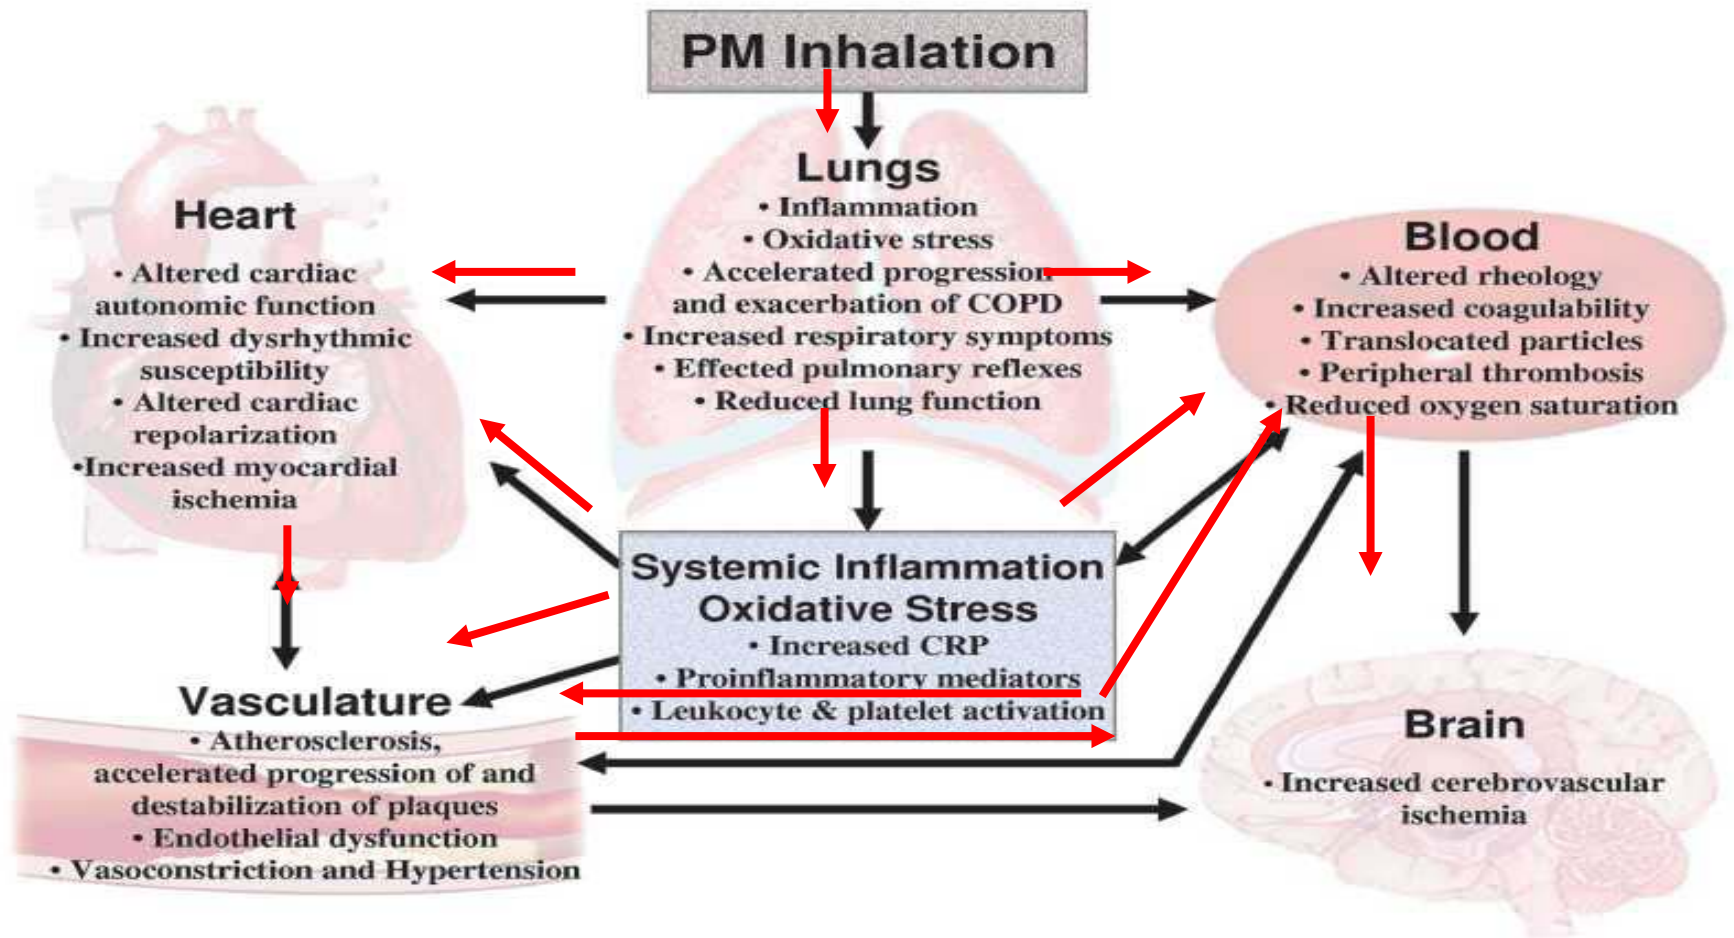 PM Inhalation
Lungs
• Inflammation
• Oxidative stress
• Accelerated progression
and exacerbation of COPD
• Increased respiratory symptoms
• Effected pulmonary reflexes
• Reduced lung function
Heart
• Altered cardiac
autonomic function
• Increased dysrhythmic
susceptibility
• Altered cardiac
repolarization
•Increased myocardial
ischemia
Blood
• Altered rheology
• Increased coagulability
• Translocated particles
• Peripheral thrombosis
• Reduced oxygen saturation
Systemic Inflammation
Oxidative Stress
• Increased CRP
• Proinflammatory mediators
• Leukocyte & platelet activation
Vasculature
• Atherosclerosis,
accelerated progression of and
destabilization of plaques
• Endothelial dysfunction
• Vasoconstriction and Hypertension
Brain
• Increased cerebrovascular
ischemia